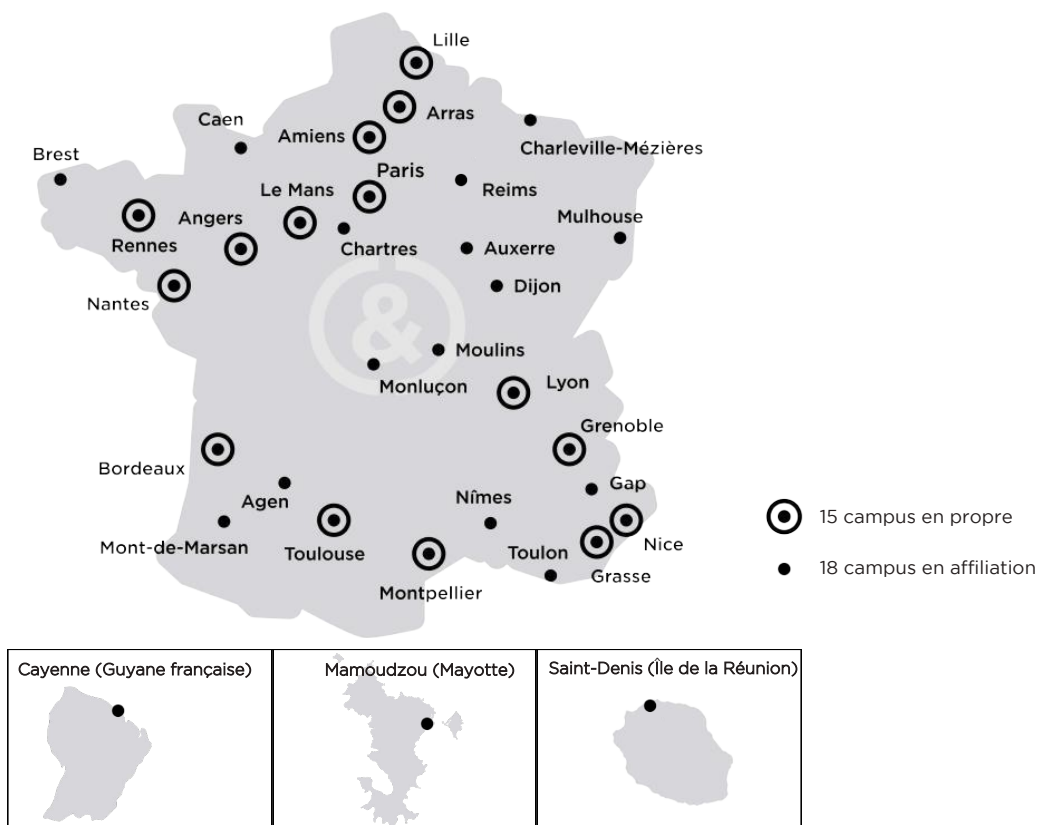 Lille
Arras
Caen
Amiens
Charleville-Mézières
Brest
Paris
Le Mans
Reims
Angers
Mulhouse
Rennes
Chartres
Auxerre
Dijon
Nantes
&
Moulins
Monluçon
Lyon
Grenoble
Bordeaux
Gap
Agen
Nîmes
15 campus en propre
Mont-de-Marsan
Toulouse
Toulon
Nice
18 campus en affiliation
Grasse
Montpellier
Cayenne (Guyane française)
Mamoudzou (Mayotte)
Saint-Denis (Île de la Réunion)